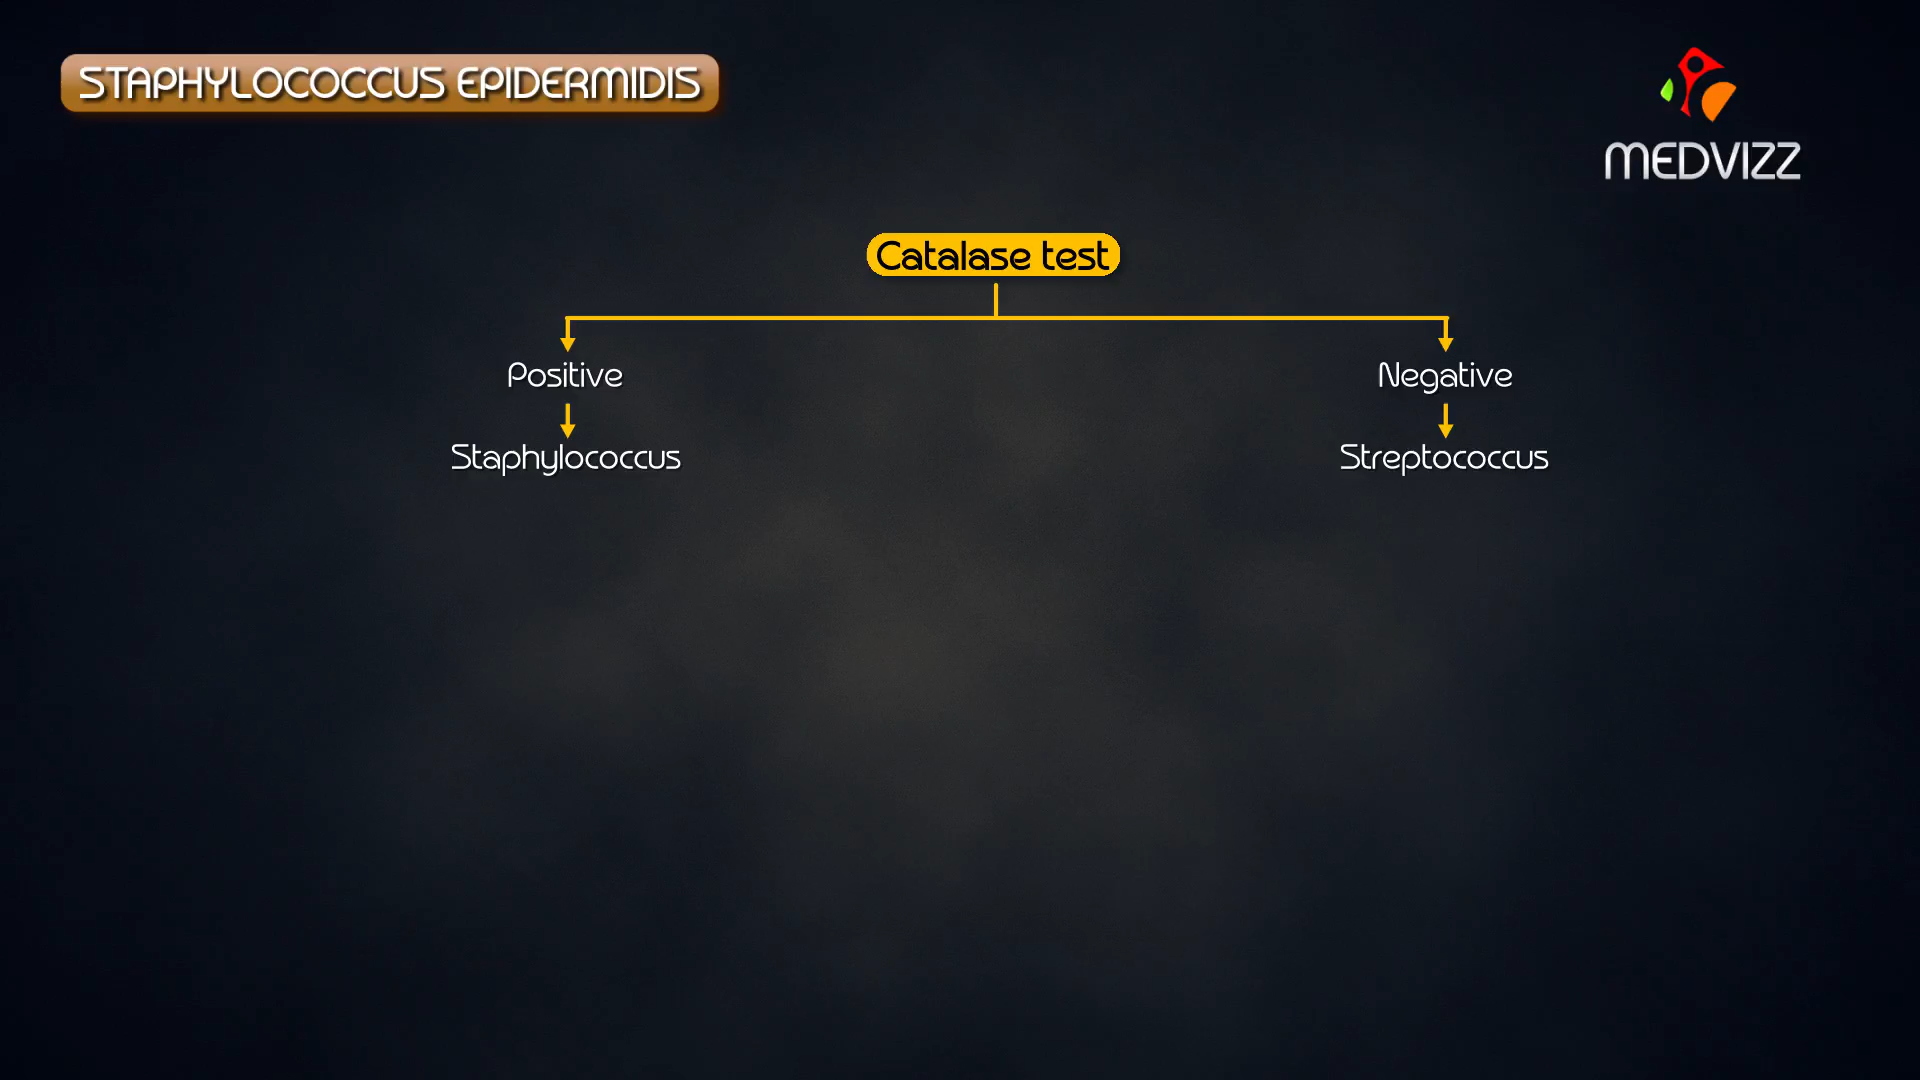 STAPHYLOCOCCUS EPIDERMIDIS
MEDVIZZ
Catalase test
Positive
Negative
Staphylococcus
Streptococcus